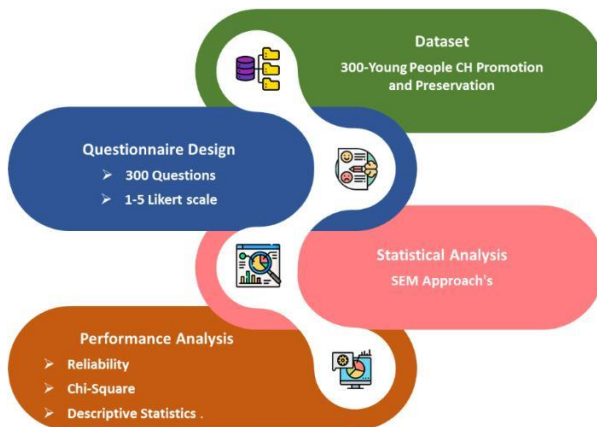 Dataset
300-Young People CH Promotion
and Preservation
Questionnaire Design
➢ 300 Questions
➢ 1-5 Likert scale
Statistical Analysis
SEM Approach's
Performance Analysis
➢ Reliability
➢ Chi-Square
➢ Descriptive Statistics .